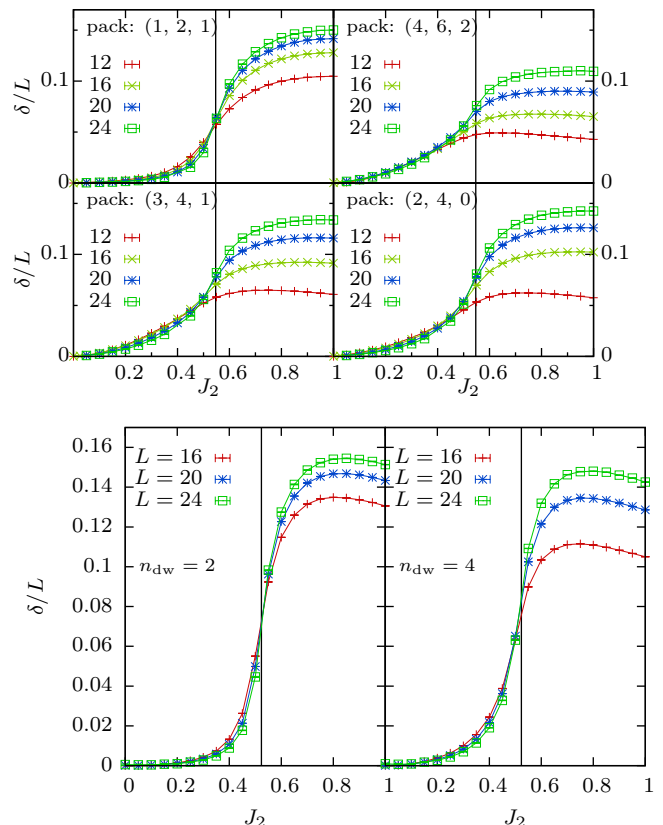 pack: (1, 2, 1)
12
16
20
24
δ/L
0.1
0
pack: (4, 6, 2)
12
16
20
24
0.1
0
δ/L
pack: (3, 4, 1)
12
16
20
24
δ/L
0.1
0
0.2 0.4 0.6 0.8 1
J₂
pack: (2, 4, 0)
12
16
20
24
0.1
0
δ/L
0.2 0.4 0.6 0.8 1
J₂
δ/L
0.16
0.14
0.12
0.1
0.08
0.06
0.04
0.02
0
L = 16
L = 20
L = 24
n_dw = 2
0 0.2 0.4 0.6 0.8 1
J₂
L = 16
L = 20
L = 24
n_dw = 4
0 0.2 0.4 0.6 0.8 1
J₂